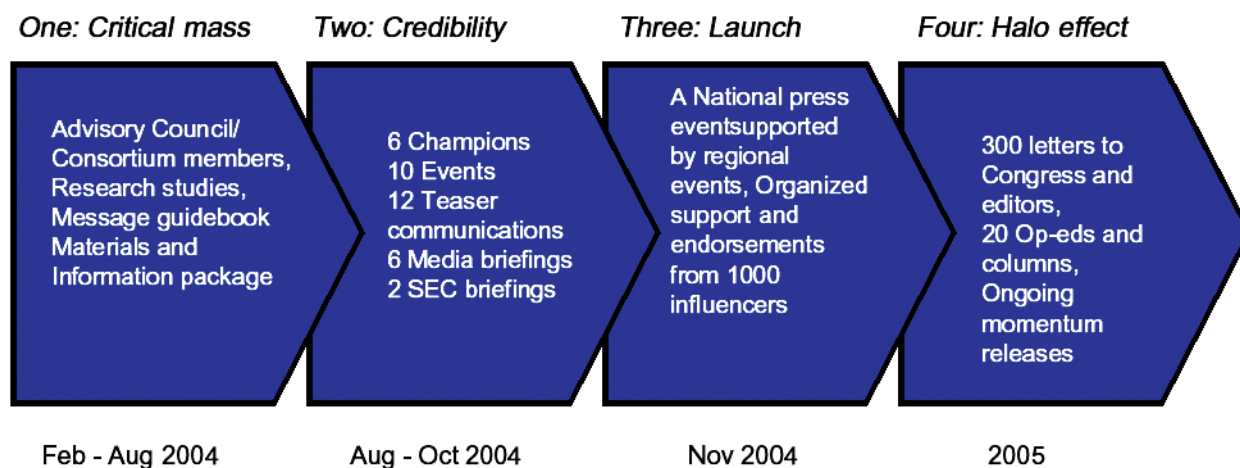 One: Critical mass
Two: Credibility
Three: Launch
Four: Halo effect
Advisory Council/
Consortium members,
Research studies,
Message guidebook
Materials and
Information package
6 Champions
10 Events
12 Teaser
communications
6 Media briefings
2 SEC briefings
A National press
eventsupported
by regional
events, Organized
support and
endorsements
from 1000
influencers
300 letters to
Congress and
editors,
20 Op-eds and
columns,
Ongoing
momentum
releases
Feb - Aug 2004
Aug - Oct 2004
Nov 2004
2005